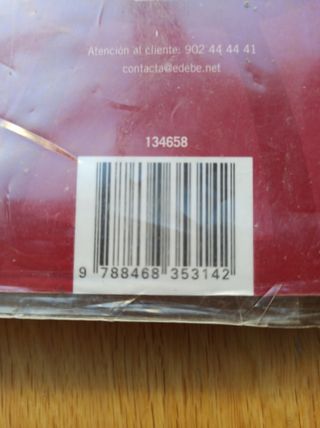 Atención al cliente: 902 44 44 41
contacta@edebe.net
134658
9 788468 353142